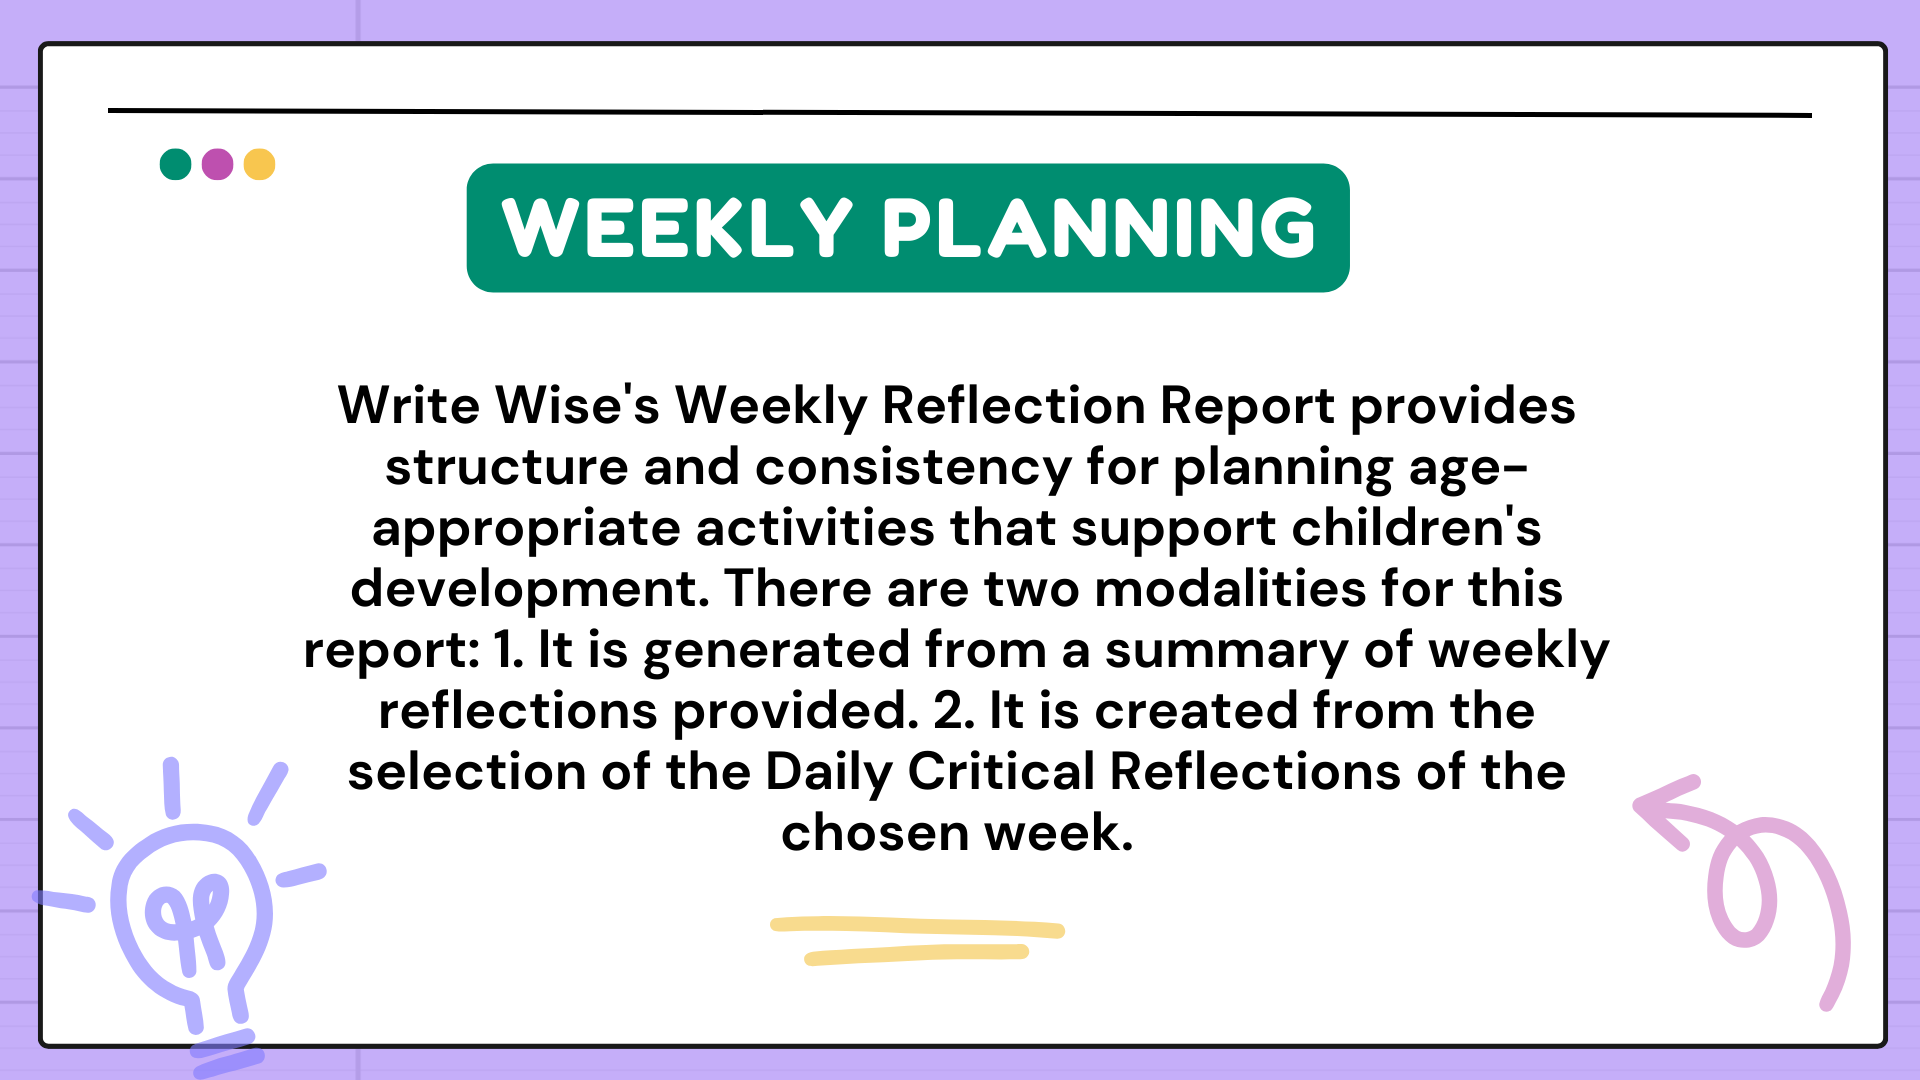 WEEKLY PLANNING
Write Wise's Weekly Reflection Report provides
structure and consistency for planning age-
appropriate activities that support children's
development. There are two modalities for this
report: 1. It is generated from a summary of weekly
reflections provided. 2. It is created from the
selection of the Daily Critical Reflections of the
chosen week.